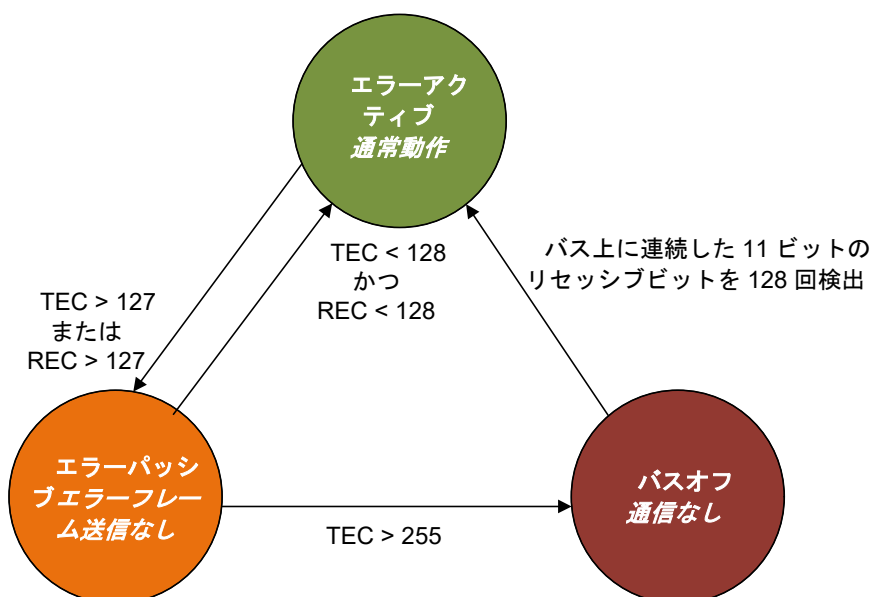 エラーアク
ティブ
通常動作
TEC < 128
かつ
REC < 128
バス上に連続した 11 ビットの
リセッシブビットを 128 回検出
TEC > 127
または
REC > 127
エラーパッシ
ブエラーフレー
ム送信なし
バスオフ
通信なし
TEC > 255